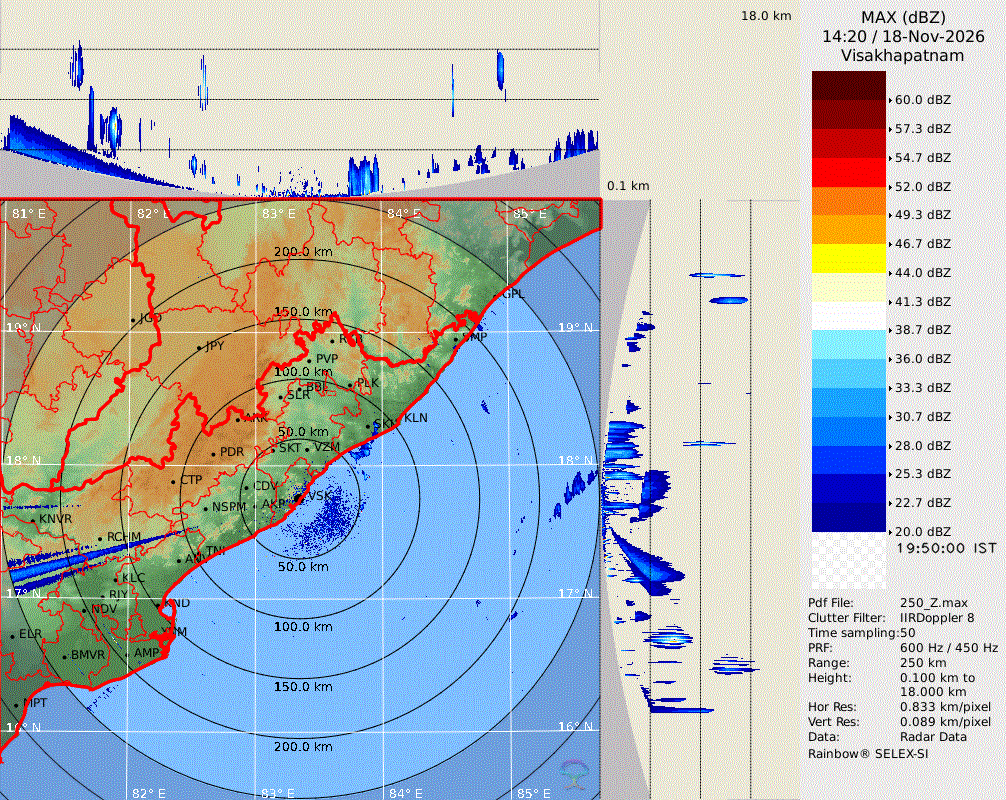 18.0 km
0.1 km
MAX (dBZ)
14:20 / 18-Nov-2026
Visakhapatnam
60.0 dBZ
57.3 dBZ
54.7 dBZ
52.0 dBZ
49.3 dBZ
46.7 dBZ
44.0 dBZ
41.3 dBZ
38.7 dBZ
36.0 dBZ
33.3 dBZ
30.7 dBZ
28.0 dBZ
25.3 dBZ
22.7 dBZ
20.0 dBZ
19:50:00 IST
Pdf File: 250_Z.max
Clutter Filter: IIRDoppler 8
Time sampling:50
PRF: 600 Hz / 450 Hz
Range: 250 km
Height: 0.100 km to
18.000 km
Hor Res: 0.833 km/pixel
Vert Res: 0.089 km/pixel
Data: Radar Data
Rainbow® SELEX-SI
81° E 82° E 83° E 84° E 85° E
200.0 km
GPL
150.0 km
JGD
19° N 19° N
JPY
PVP
100.0 km
PLK
SLR
KLN
50.0 km
SKT VZM
PDR
18° N 18° N
CTP
CDV
VSK
NSPM AKP
KNVR
RCHM
TNI
50.0 km
KLC
RJY
17° N 17° N
NDV KND
100.0 km
ELR
BMVR AMP
150.0 km
MPT
16° N 16° N
200.0 km
82° E 83° E 84° E 85° E